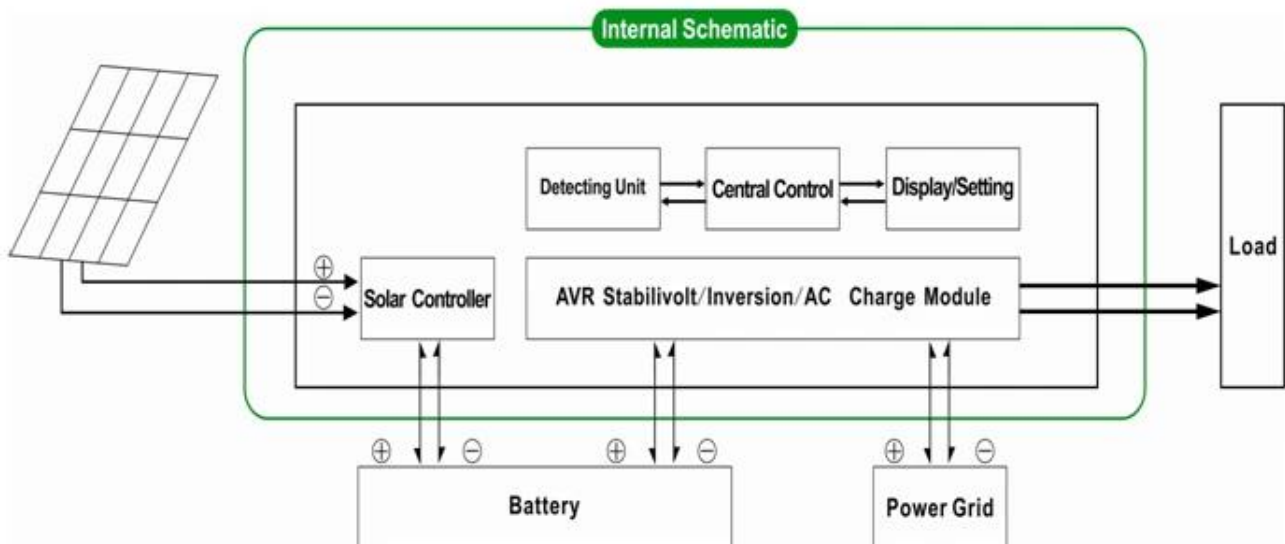 Internal Schematic
Detecting Unit
Central Control
Display/Setting
Load
⊕
⊖
Solar Controller
AVR Stabilivolt/Inversion/AC Charge Module
⊕ ⊖ ⊕ ⊖ ⊕ ⊖
Battery
Power Grid